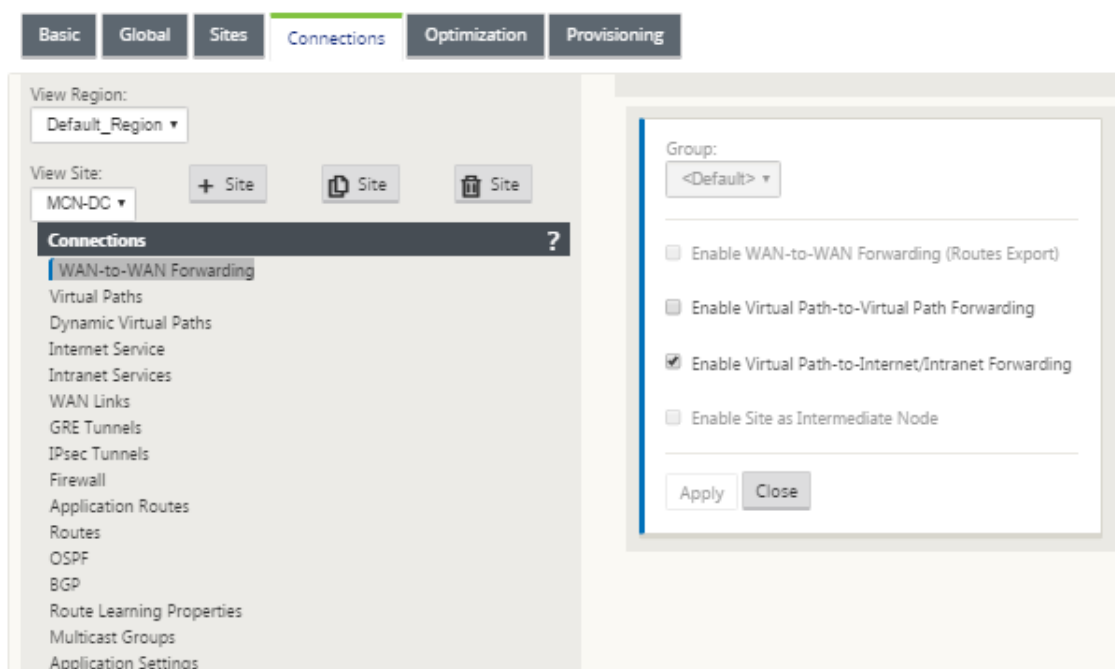 Basic Global Sites Connections Optimization Provisioning
View Region:
Default_Region
View Site:
MCN-DC
+ Site Site Site
Connections ?
WAN-to-WAN Forwarding
Virtual Paths
Dynamic Virtual Paths
Internet Service
Intranet Services
WAN Links
GRE Tunnels
IPsec Tunnels
Firewall
Application Routes
Routes
OSPF
BGP
Route Learning Properties
Multicast Groups
Application Settings
Group:
<Default>
Enable WAN-to-WAN Forwarding (Routes Export)
Enable Virtual Path-to-Virtual Path Forwarding
Enable Virtual Path-to-Internet/Intranet Forwarding
Enable Site as Intermediate Node
Apply Close